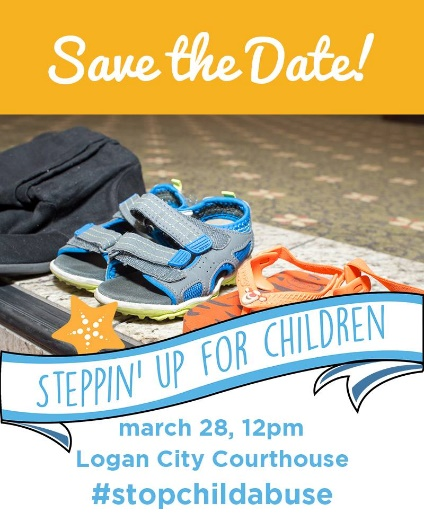 Save the Date!
STEPPIN' UP FOR CHILDREN
march 28, 12pm
Logan City Courthouse
#stopchildabuse